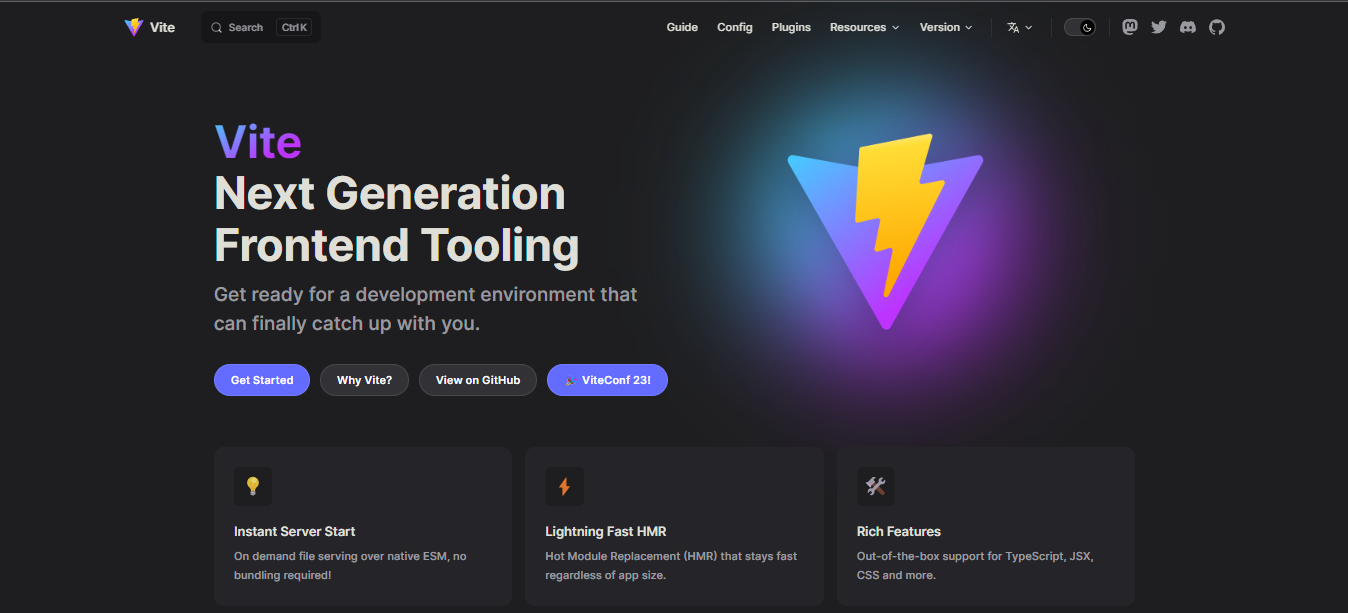 Vite
Search Ctrl K
Guide Config Plugins Resources Version
Vite
Next Generation
Frontend Tooling
Get ready for a development environment that
can finally catch up with you.
Get Started Why Vite? View on GitHub 🎉 ViteConf 23!
Instant Server Start
On demand file serving over native ESM, no
bundling required!
Lightning Fast HMR
Hot Module Replacement (HMR) that stays fast
regardless of app size.
Rich Features
Out-of-the-box support for TypeScript, JSX,
CSS and more.